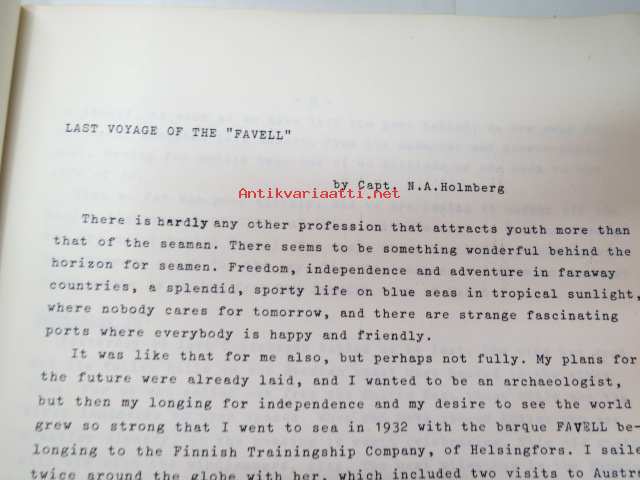 LAST VOYAGE OF THE "FAVELL"
by Capt. N.A.Holmberg
Antikvariaatti.net
There is hardly any other profession that attracts youth more than
that of the seaman. There seems to be something wonderful behind the
horizon for seamen. Freedom, independence and adventure in faraway
countries, a splendid, sporty life on blue seas in tropical sunlight,
where nobody cares for tomorrow, and there are strange fascinating
ports where everybody is happy and friendly.
It was like that for me also, but perhaps not fully. My plans for
the future were already laid, and I wanted to be an archaeologist,
but then my longing for independence and my desire to see the world
grew so strong that I went to sea in 1932 with the barque FAVELL be-
longing to the Finnish Trainingship Company, of Helsingfors. I saile
twice around the globe with her, which included two visits to Austra